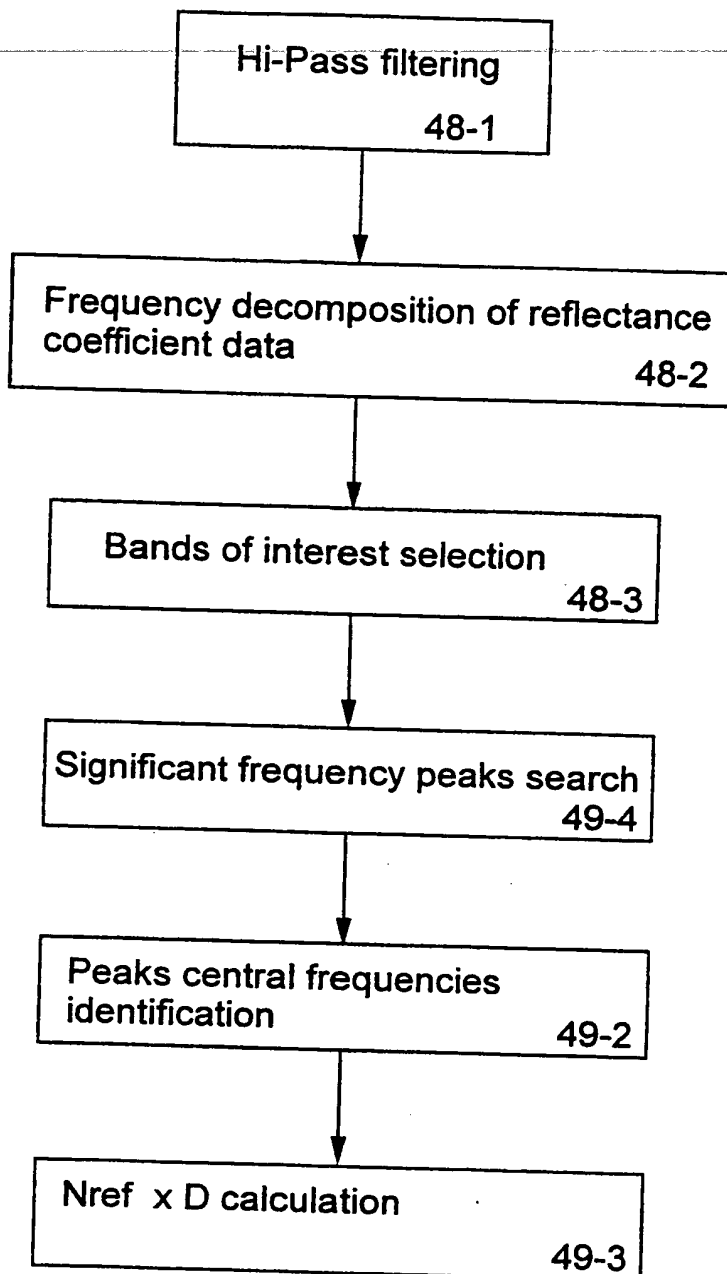 Hi-Pass filtering
48-1
Frequency decomposition of reflectance
coefficient data
48-2
Bands of interest selection
48-3
Significant frequency peaks search
49-4
Peaks central frequencies
identification
49-2
Nref x D calculation
49-3